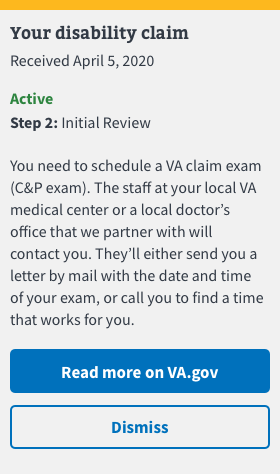 Your disability claim
Received April 5, 2020
Active
Step 2: Initial Review
You need to schedule a VA claim exam
(C&P exam). The staff at your local VA
medical center or a local doctor's
office that we partner with will
contact you. They'll either send you a
letter by mail with the date and time
of your exam, or call you to find a time
that works for you.
Read more on VA.gov
Dismiss